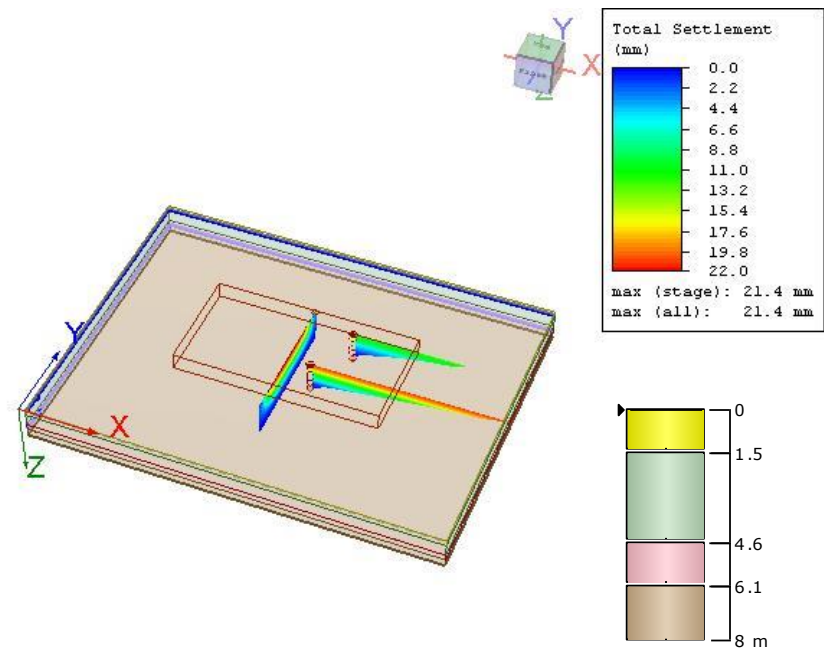 Y
X
Z
Total Settlement
(mm)
0.0
2.2
4.4
6.6
8.8
11.0
13.2
15.4
17.6
19.8
22.0
max (stage): 21.4 mm
max (all): 21.4 mm
Y
X
Z
0
1.5
4.6
6.1
8 m